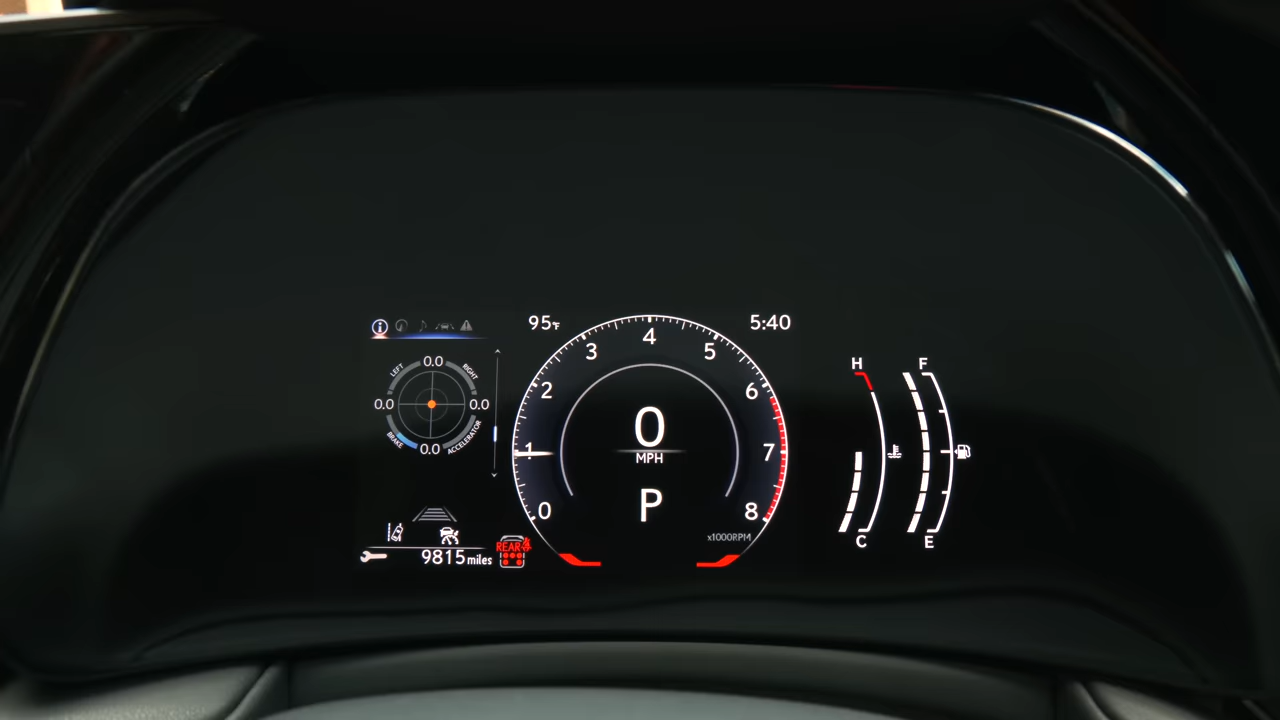 95°F
5:40
0.0
LEFT
RIGHT
0.0
0.0
BRAKE
ACCELERATOR
0.0
0
1
2
3
4
5
6
7
8
0
MPH
P
x1000RPM
H
C
F
E
9815 miles
REAR 4